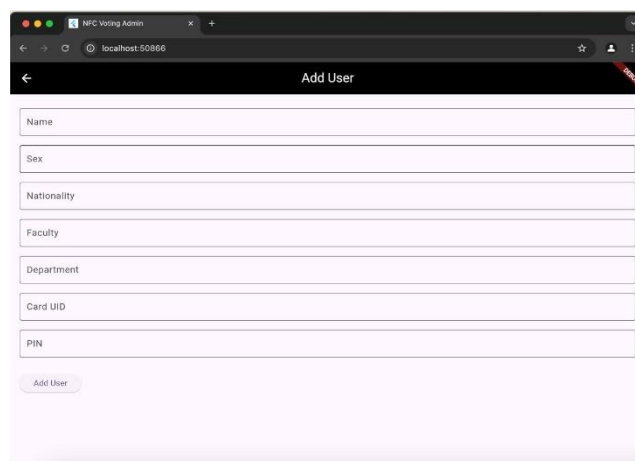 NFC Voting Admin
localhost:50866
Add User
Name
Sex
Nationality
Faculty
Department
Card UID
PIN
Add User